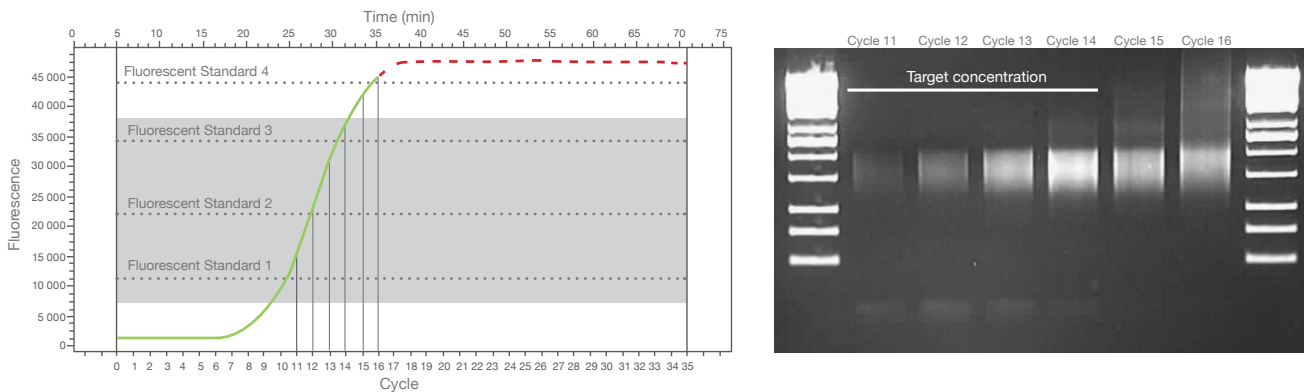 Time (min)
5 10 15 20 25 30 35 40 45 50 55 60 65 70 75
Fluorescence
45 000
40 000
35 000
30 000
25 000
20 000
15 000
10 000
5 000
0
Fluorescent Standard 4
Fluorescent Standard 3
Fluorescent Standard 2
Fluorescent Standard 1
0 1 2 3 4 5 6 7 8 9 10 11 12 13 14 15 16 17 18 19 20 21 22 23 24 25 26 27 28 29 30 31 32 33 34 35
Cycle
Cycle 11 Cycle 12 Cycle 13 Cycle 14 Cycle 15 Cycle 16
Target concentration